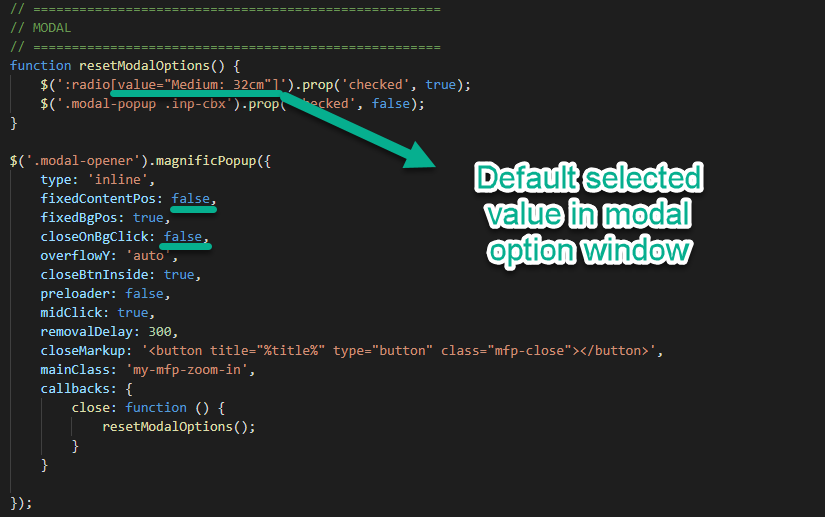 // =====================================================
// MODAL
// =====================================================
function resetModalOptions() {
$(':radio[value="Medium: 32cm"]').prop('checked', true);
$('.modal-popup .inp-cbx').prop('checked', false);
}
$('.modal-opener').magnificPopup({
type: 'inline',
fixedContentPos: false,
fixedBgPos: true,
closeOnBgClick: false,
overflowY: 'auto',
closeBtnInside: true,
preloader: false,
midClick: true,
removalDelay: 300,
closeMarkup: '<button title="%title%" type="button" class="mfp-close"></button>',
mainClass: 'my-mfp-zoom-in',
callbacks: {
close: function () {
resetModalOptions();
}
}
});
Default selected
value in modal
option window